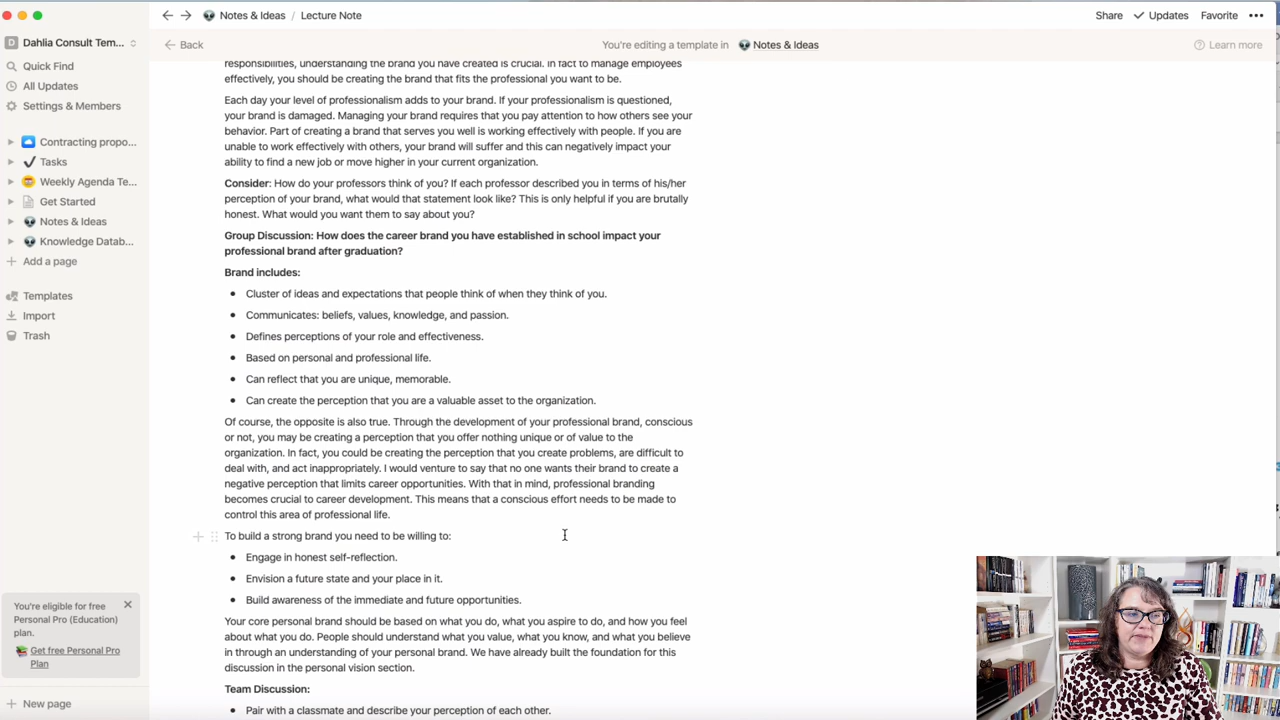 Notes & Ideas / Lecture Note
Share Updates Favorite
Dahlia Consult Tem...
Back
You're editing a template in Notes & Ideas
Learn more
Quick Find
All Updates
Settings & Members
Contracting propo...
Tasks
Weekly Agenda Te...
Get Started
Notes & Ideas
Knowledge Datab...
Add a page
Templates
Import
Trash
You're eligible for free
Personal Pro (Education)
plan.
Get free Personal Pro
Plan
New page
responsibilities, understanding the brand you have created is crucial. In fact to manage employees
effectively, you should be creating the brand that fits the professional you want to be.
Each day your level of professionalism adds to your brand. If your professionalism is questioned,
your brand is damaged. Managing your brand requires that you pay attention to how others see your
behavior. Part of creating a brand that serves you well is working effectively with people. If you are
unable to work effectively with others, your brand will suffer and this can negatively impact your
ability to find a new job or move higher in your current organization.
Consider: How do your professors think of you? If each professor described you in terms of his/her
perception of your brand, what would that statement look like? This is only helpful if you are brutally
honest. What would you want them to say about you?
Group Discussion: How does the career brand you have established in school impact your
professional brand after graduation?
Brand includes:
Cluster of ideas and expectations that people think of when they think of you.
Communicates: beliefs, values, knowledge, and passion.
Defines perceptions of your role and effectiveness.
Based on personal and professional life.
Can reflect that you are unique, memorable.
Can create the perception that you are a valuable asset to the organization.
Of course, the opposite is also true. Through the development of your professional brand, conscious
or not, you may be creating a perception that you offer nothing unique or of value to the
organization. In fact, you could be creating the perception that you create problems, are difficult to
deal with, and act inappropriately. I would venture to say that no one wants their brand to create a
negative perception that limits career opportunities. With that in mind, professional branding
becomes crucial to career development. This means that a conscious effort needs to be made to
control this area of professional life.
To build a strong brand you need to be willing to:
Engage in honest self-reflection.
Envision a future state and your place in it.
Build awareness of the immediate and future opportunities.
Your core personal brand should be based on what you do, what you aspire to do, and how you feel
about what you do. People should understand what you value, what you know, and what you believe
in through an understanding of your personal brand. We have already built the foundation for this
discussion in the personal vision section.
Team Discussion:
Pair with a classmate and describe your perception of each other.